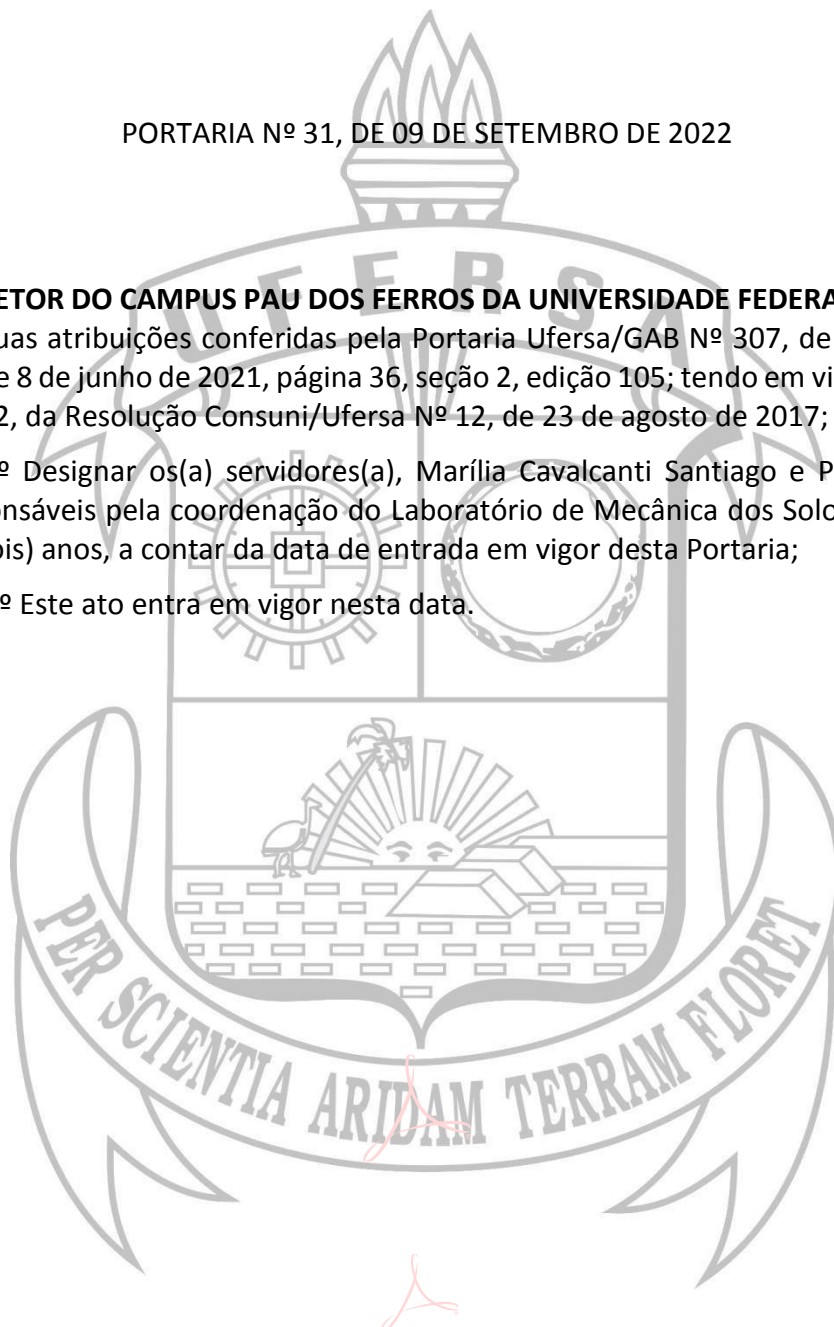 PORTARIA Nº 31, DE 09 DE SETEMBRO DE 2022
UFERSA
ETOR DO CAMPUS PAU DOS FERROS DA UNIVERSIDADE FEDERA
uas atribuições conferidas pela Portaria Ufersa/GAB Nº 307, de
e 8 de junho de 2021, página 36, seção 2, edição 105; tendo em vi
2, da Resolução Consuni/Ufersa Nº 12, de 23 de agosto de 2017;
º Designar os(a) servidores(a), Marília Cavalcanti Santiago e P
onsáveis pela coordenação do Laboratório de Mecânica dos Solo
ois) anos, a contar da data de entrada em vigor desta Portaria;
º Este ato entra em vigor nesta data.
PER SCIENTIA ARIDAM TERRAM FLORET